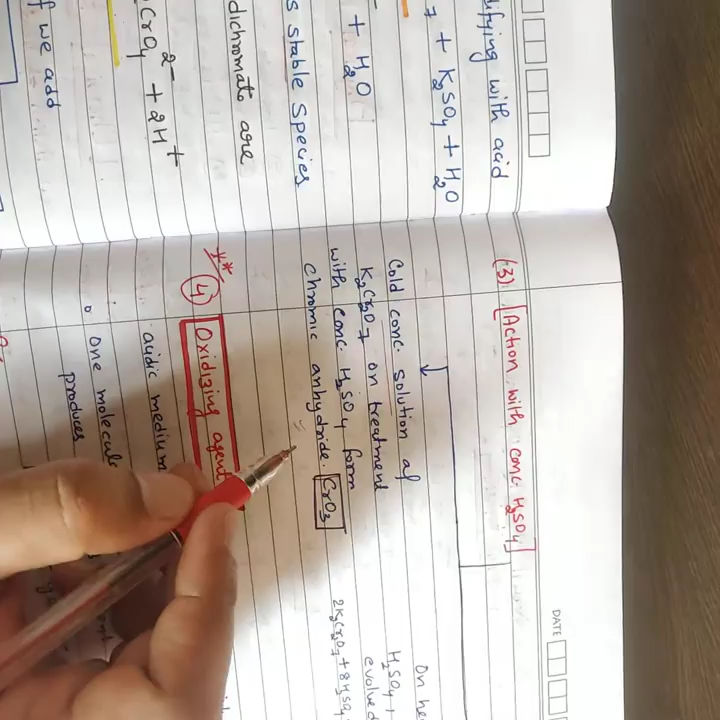 ifying with acid
+ K2SO4 + H2O
+ H2O
s stable Species
dichromate are
CrO4 2- + 2H+
f we add
(3) [Action with conc. H2SO4]
Cold conc. solution of
K2Cr2O7 on treatment
with conc. H2SO4 form
chromic anhydride. CrO3
(4) Oxidizing agent
acidic medium
one molecule
produces
DATE
On he
H2SO4 +
evolved
2K2Cr2O7 + 8H2SO4